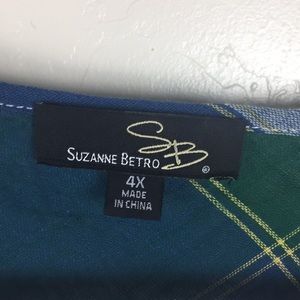 SB
SUZANNE BETRO
®
4X
MADE
IN CHINA